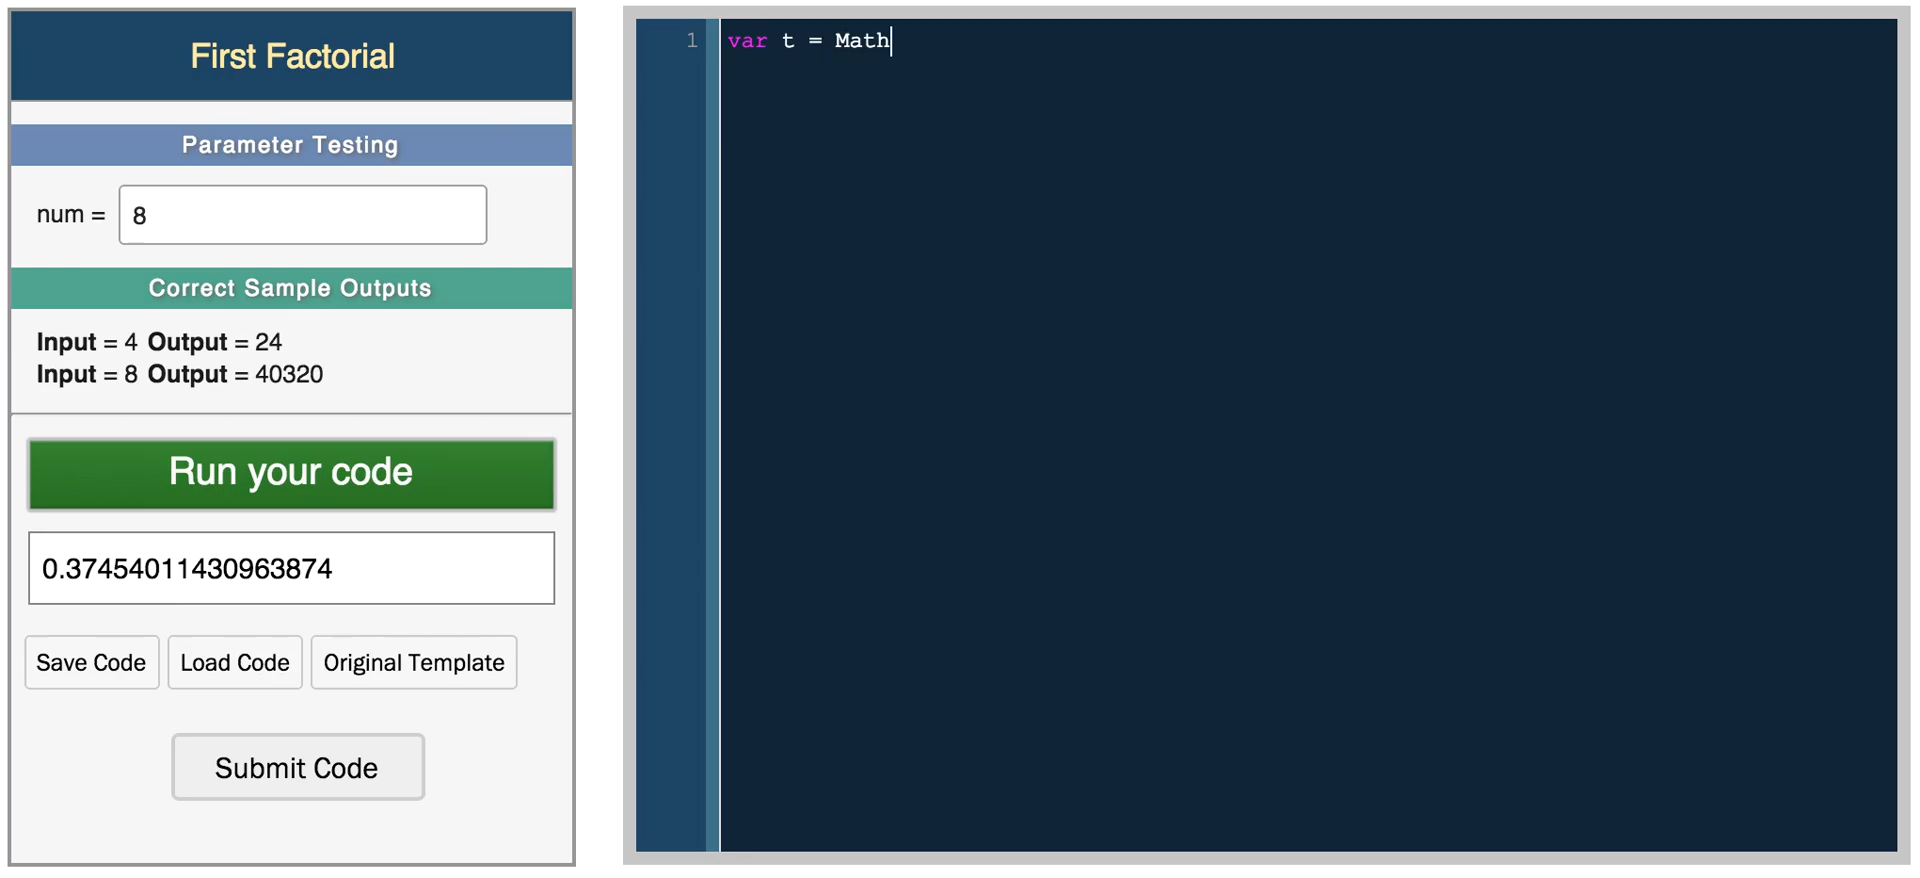 First Factorial
Parameter Testing
num = 8
Correct Sample Outputs
Input = 4 Output = 24
Input = 8 Output = 40320
Run your code
0.37454011430963874
Save Code Load Code Original Template
Submit Code
1 var t = Math